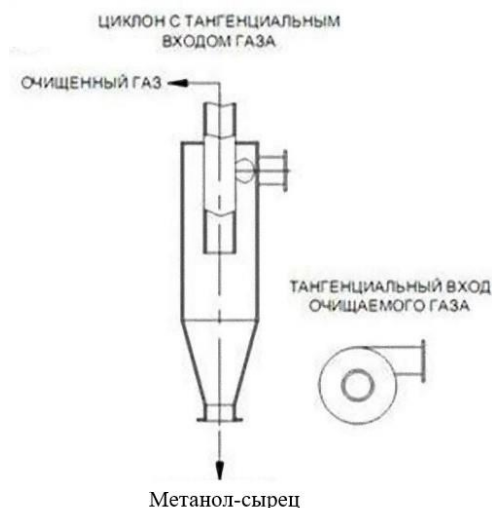 ЦИКЛОН С ТАНГЕНЦИАЛЬНЫМ
ВХОДОМ ГАЗА
ОЧИЩЕННЫЙ ГАЗ
ТАНГЕНЦИАЛЬНЫЙ ВХОД
ОЧИЩАЕМОГО ГАЗА
Метанол-сырец